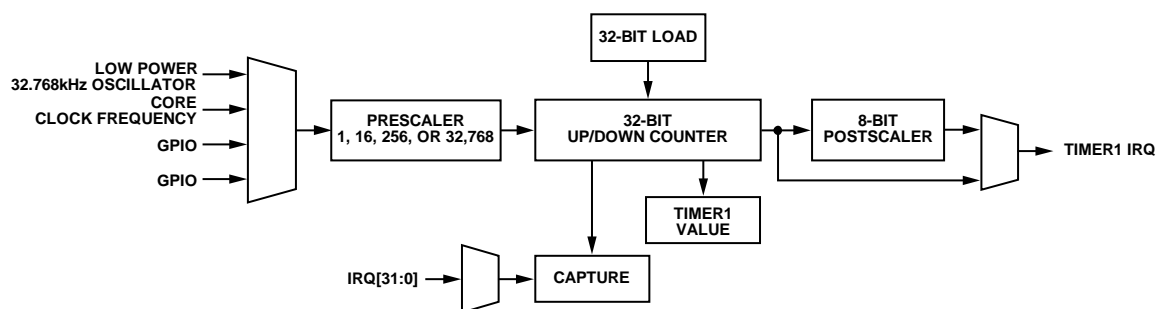 32-BIT LOAD
LOW POWER
32.768kHz OSCILLATOR
CORE
CLOCK FREQUENCY
GPIO
GPIO
PRESCALER
1, 16, 256, OR 32,768
32-BIT
UP/DOWN COUNTER
8-BIT
POSTSCALER
TIMER1 IRQ
TIMER1
VALUE
IRQ[31:0]
CAPTURE